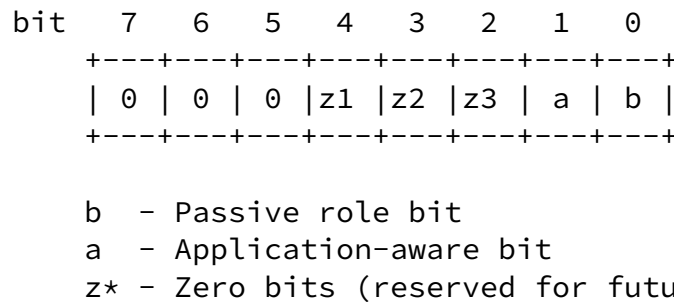 bit 7 6 5 4 3 2 1 0
+---+---+---+---+---+---+---+---+
| 0 | 0 | 0 |z1 |z2 |z3 | a | b |
+---+---+---+---+---+---+---+---+
b - Passive role bit
a - Application-aware bit
z* - Zero bits (reserved for